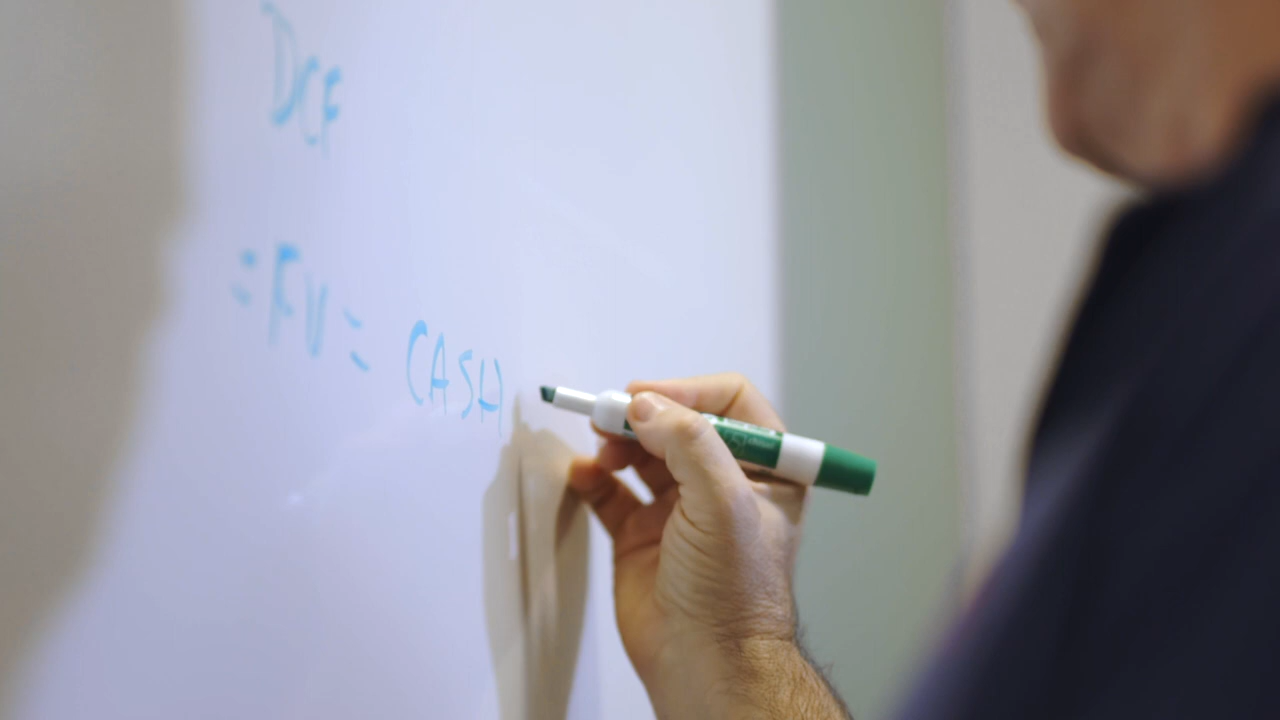 DCF
= FV = CASH